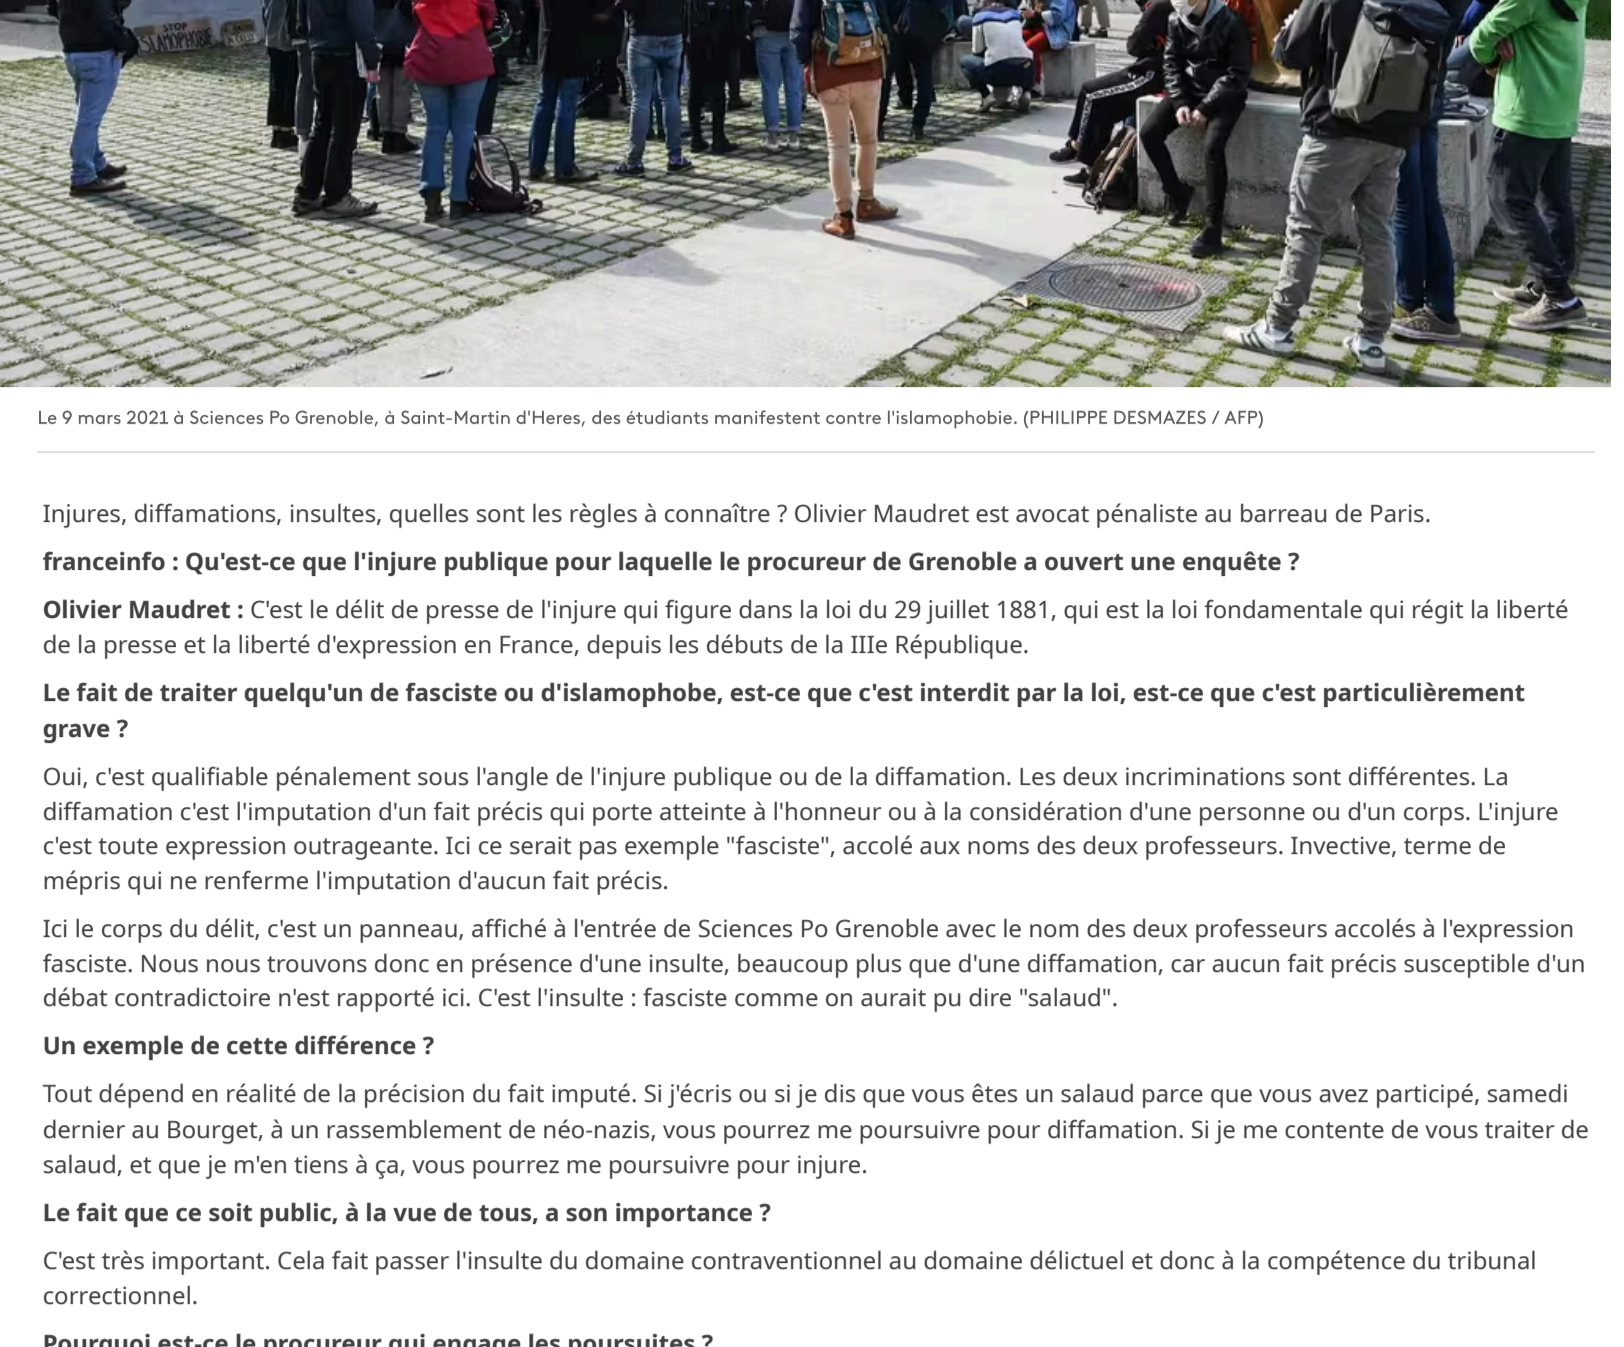 STOP
ISLAMOPHOBIE
Le 9 mars 2021 à Sciences Po Grenoble, à Saint-Martin d'Heres, des étudiants manifestent contre l'islamophobie. (PHILIPPE DESMAZES / AFP)
Injures, diffamations, insultes, quelles sont les règles à connaître ? Olivier Maudret est avocat pénaliste au barreau de Paris.
franceinfo : Qu'est-ce que l'injure publique pour laquelle le procureur de Grenoble a ouvert une enquête ?
Olivier Maudret : C'est le délit de presse de l'injure qui figure dans la loi du 29 juillet 1881, qui est la loi fondamentale qui régit la liberté
de la presse et la liberté d'expression en France, depuis les débuts de la IIIe République.
Le fait de traiter quelqu'un de fasciste ou d'islamophobe, est-ce que c'est interdit par la loi, est-ce que c'est particulièrement
grave ?
Oui, c'est qualifiable pénalement sous l'angle de l'injure publique ou de la diffamation. Les deux incriminations sont différentes. La
diffamation c'est l'imputation d'un fait précis qui porte atteinte à l'honneur ou à la considération d'une personne ou d'un corps. L'injure
c'est toute expression outrageante. Ici ce serait pas exemple "fasciste", accolé aux noms des deux professeurs. Invective, terme de
mépris qui ne renferme l'imputation d'aucun fait précis.
Ici le corps du délit, c'est un panneau, affiché à l'entrée de Sciences Po Grenoble avec le nom des deux professeurs accolés à l'expression
fasciste. Nous nous trouvons donc en présence d'une insulte, beaucoup plus que d'une diffamation, car aucun fait précis susceptible d'un
débat contradictoire n'est rapporté ici. C'est l'insulte : fasciste comme on aurait pu dire "salaud".
Un exemple de cette différence ?
Tout dépend en réalité de la précision du fait imputé. Si j'écris ou si je dis que vous êtes un salaud parce que vous avez participé, samedi
dernier au Bourget, à un rassemblement de néo-nazis, vous pourrez me poursuivre pour diffamation. Si je me contente de vous traiter de
salaud, et que je m'en tiens à ça, vous pourrez me poursuivre pour injure.
Le fait que ce soit public, à la vue de tous, a son importance ?
C'est très important. Cela fait passer l'insulte du domaine contraventionnel au domaine délictuel et donc à la compétence du tribunal
correctionnel.
Pourquoi est-ce le procureur qui engage les poursuites ?